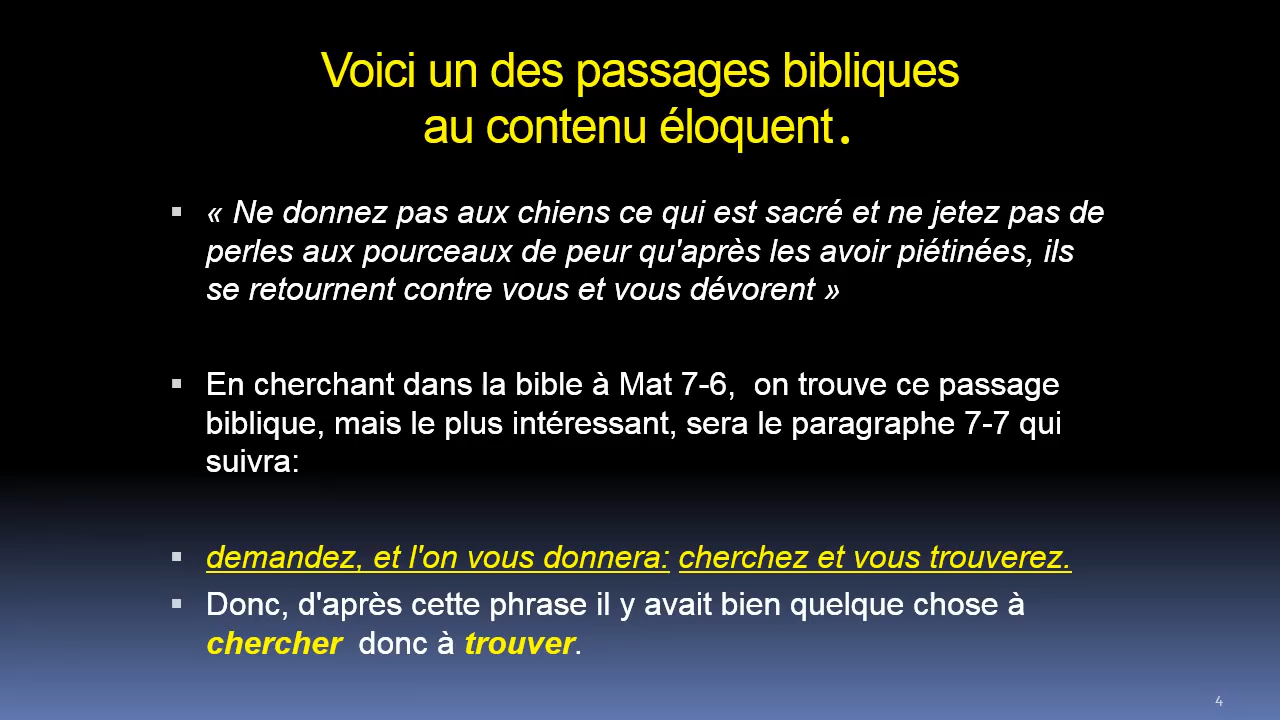 Voici un des passages bibliques
au contenu éloquent.
▪ « Ne donnez pas aux chiens ce qui est sacré et ne jetez pas de
perles aux pourceaux de peur qu'après les avoir piétinées, ils
se retournent contre vous et vous dévorent »
▪ En cherchant dans la bible à Mat 7-6,  on trouve ce passage
biblique, mais le plus intéressant, sera le paragraphe 7-7 qui
suivra:
▪ demandez, et l'on vous donnera: cherchez et vous trouverez.
▪ Donc, d'après cette phrase il y avait bien quelque chose à
chercher  donc à trouver.
4